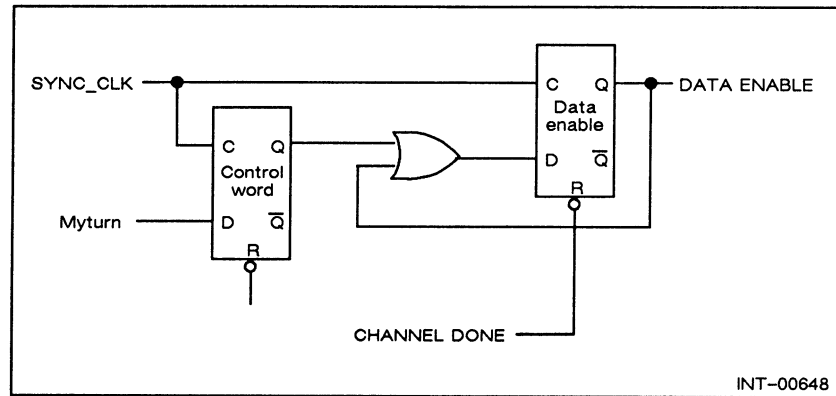 SYNC_CLK
C Q
Data
enable
D Q̅
R
DATA ENABLE
C Q
Control
word
Myturn
D Q̅
R
CHANNEL DONE
INT-00648